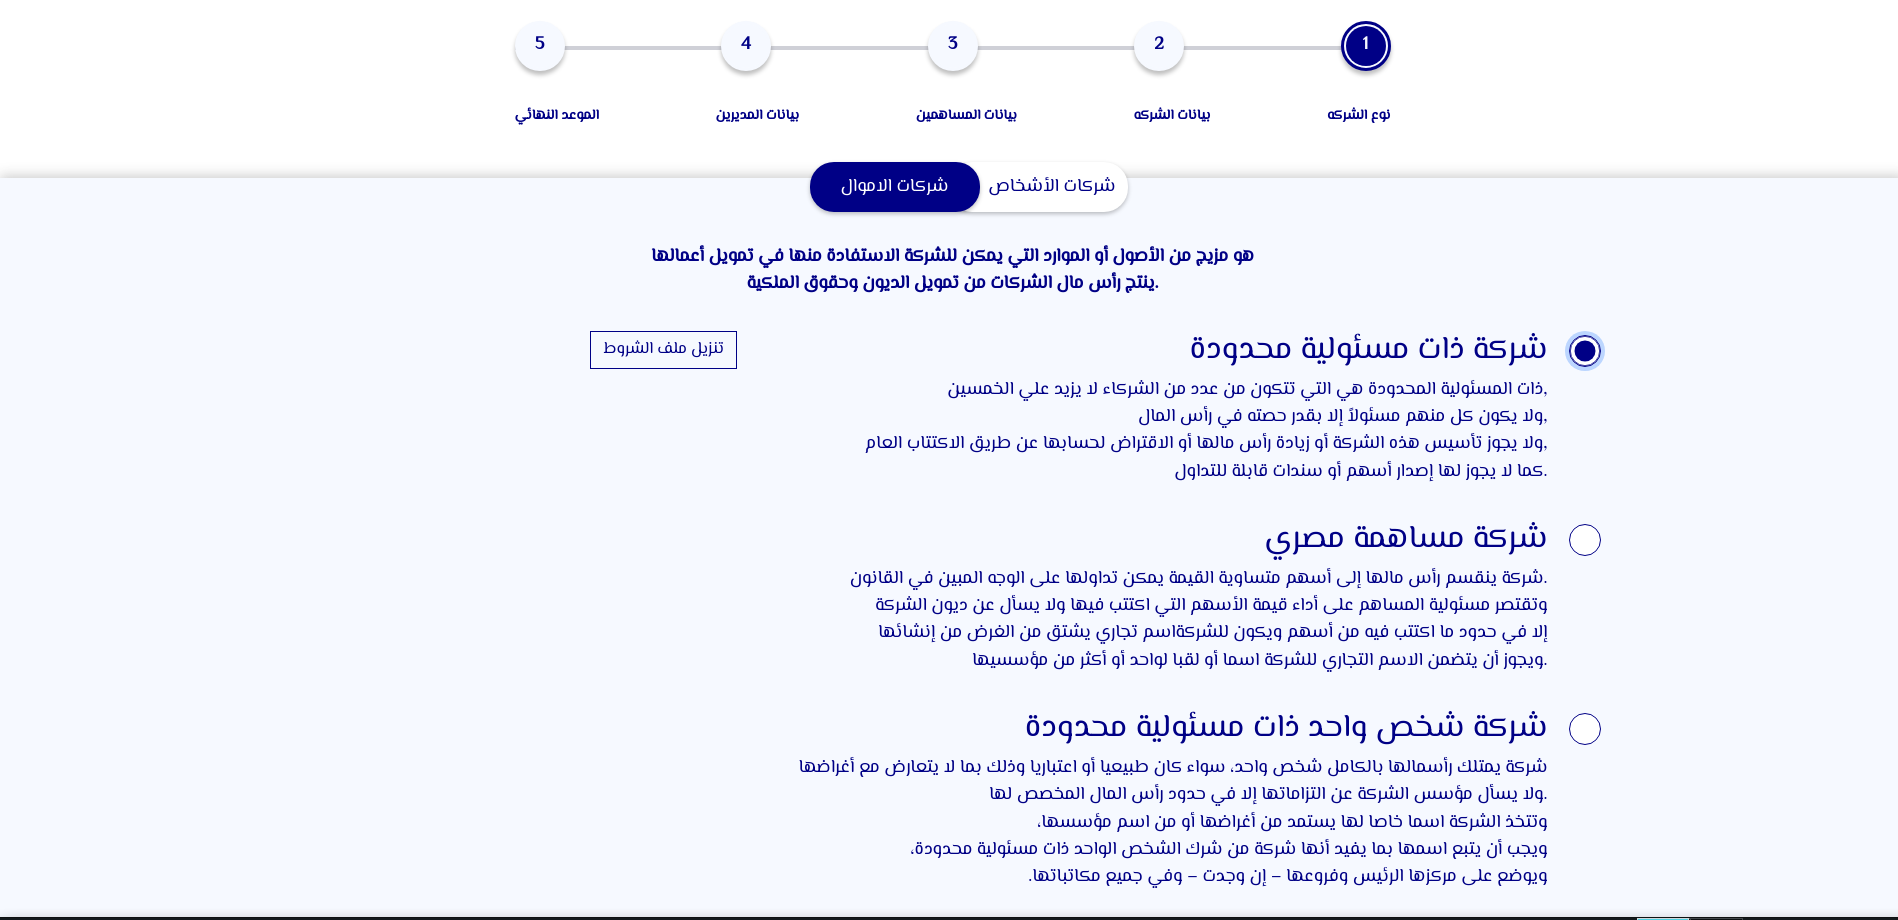 1
2
3
4
5
نوع الشركه
بيانات الشركه
بيانات المساهمين
بيانات المديرين
الموعد النهائي
شركات الأشخاص
شركات الاموال
هو مزيج من الأصول أو الموارد التي يمكن للشركة الاستفادة منها في تمويل أعمالها
.ينتج رأس مال الشركات من تمويل الديون وحقوق الملكية
شركة ذات مسئولية محدودة
تنزيل ملف الشروط
,ذات المسئولية المحدودة هي التي تتكون من عدد من الشركاء لا يزيد علي الخمسين
,ولا يكون كل منهم مسئولاً إلا بقدر حصته في رأس المال
,ولا يجوز تأسيس هذه الشركة أو زيادة رأس مالها أو الاقتراض لحسابها عن طريق الاكتتاب العام
.كما لا يجوز لها إصدار أسهم أو سندات قابلة للتداول
شركة مساهمة مصري
.شركة ينقسم رأس مالها إلى أسهم متساوية القيمة يمكن تداولها على الوجه المبين في القانون
وتقتصر مسئولية المساهم على أداء قيمة الأسهم التي اكتتب فيها ولا يسأل عن ديون الشركة
إلا في حدود ما اكتتب فيه من أسهم ويكون للشركةاسم تجاري يشتق من الغرض من إنشائها
.ويجوز أن يتضمن الاسم التجاري للشركة اسما أو لقبا لواحد أو أكثر من مؤسسيها
شركة شخص واحد ذات مسئولية محدودة
شركة يمتلك رأسمالها بالكامل شخص واحد، سواء كان طبيعيا أو اعتباريا وذلك بما لا يتعارض مع أغراضها
.ولا يسأل مؤسس الشركة عن التزاماتها إلا في حدود رأس المال المخصص لها
وتتخذ الشركة اسما خاصا لها يستمد من أغراضها أو من اسم مؤسسها،
ويجب أن يتبع اسمها بما يفيد أنها شركة من شرك الشخص الواحد ذات مسئولية محدودة،
ويوضع على مركزها الرئيس وفروعها – إن وجدت – وفي جميع مكاتباتها.